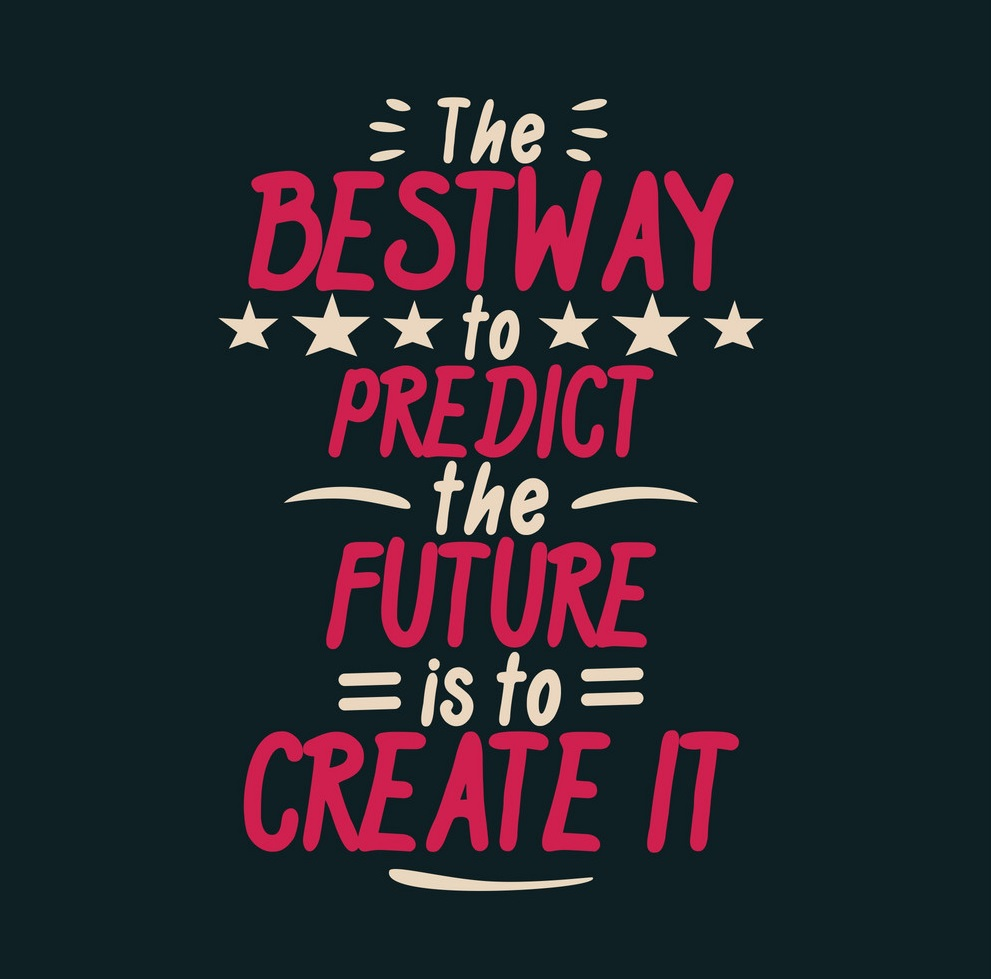 The
BESTWAY
to
PREDICT
the
FUTURE
is to
CREATE IT